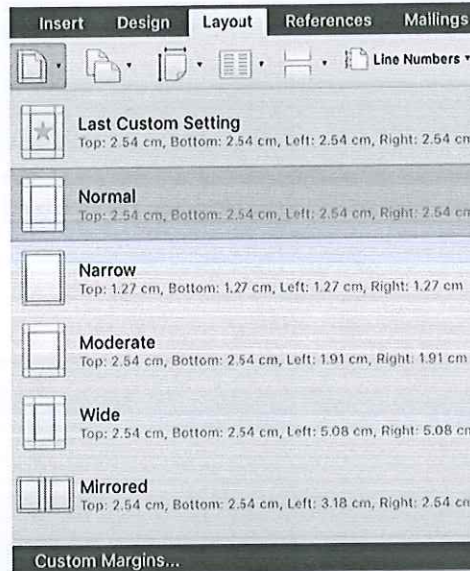 Insert Design Layout References Mailings
Line Numbers
Last Custom Setting
Top: 2.54 cm, Bottom: 2.54 cm, Left: 2.54 cm, Right: 2.54 cm
Normal
Top: 2.54 cm, Bottom: 2.54 cm, Left: 2.54 cm, Right: 2.54 cm
Narrow
Top: 1.27 cm, Bottom: 1.27 cm, Left: 1.27 cm, Right: 1.27 cm
Moderate
Top: 2.54 cm, Bottom: 2.54 cm, Left: 1.91 cm, Right: 1.91 cm
Wide
Top: 2.54 cm, Bottom: 2.54 cm, Left: 5.08 cm, Right: 5.08 cm
Mirrored
Top: 2.54 cm, Bottom: 2.54 cm, Left: 3.18 cm, Right: 2.54 cm
Custom Margins...